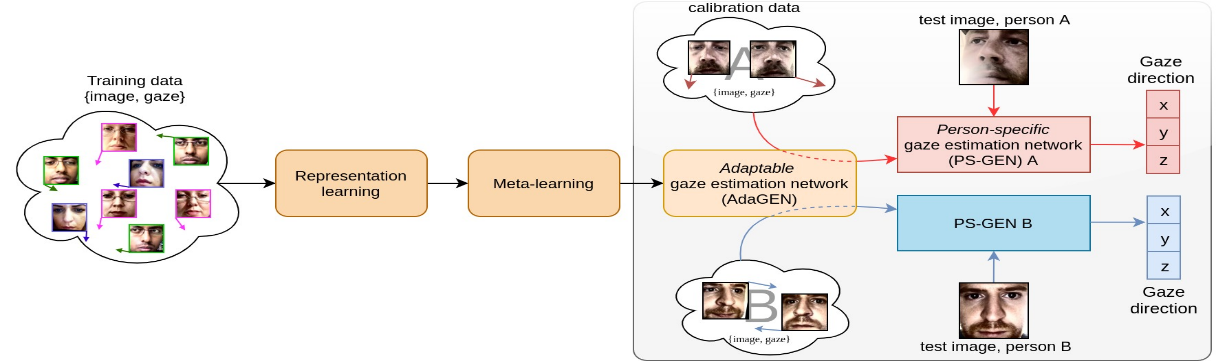 Training data
{image, gaze}
Representation
learning
Meta-learning
calibration data
A
{image, gaze}
Adaptable
gaze estimation network
(AdaGEN)
B
{image, gaze}
test image, person A
Person-specific
gaze estimation network
(PS-GEN) A
PS-GEN B
test image, person B
Gaze
direction
x
y
z
x
y
z
Gaze
direction